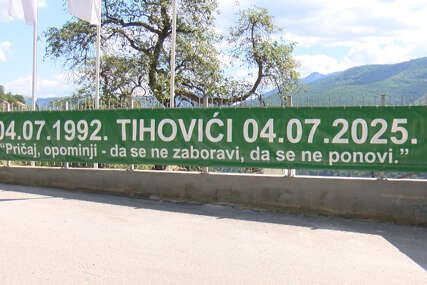 04.07.1992. TIHOVIĆI 04.07.2025.
"Pričaj, opominji - da se ne zaboravi, da se ne ponovi."